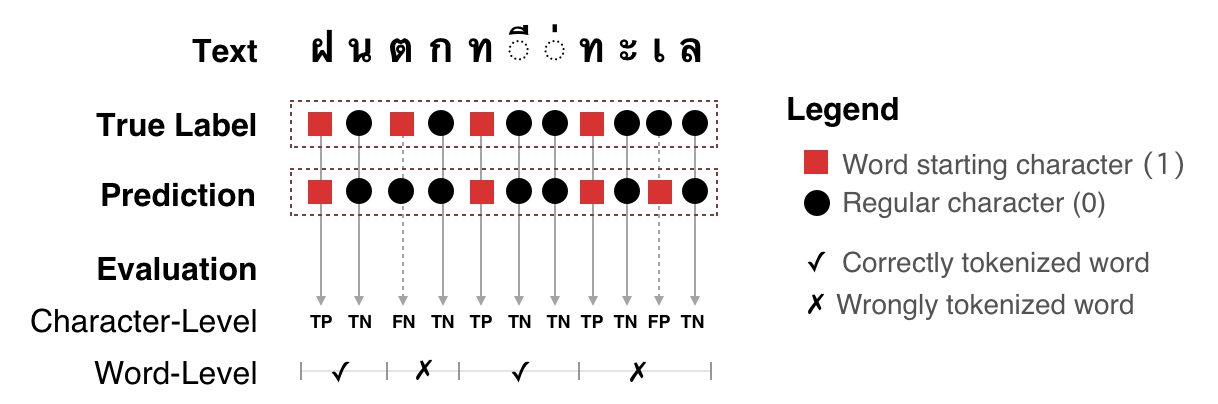 Text ฝ น ต ก ท ี ่ ท ะ เ ล
True Label
Prediction
Evaluation
Character-Level TP TN FN TN TP TN TN TP TN FP TN
Word-Level ✓ ✗ ✓ ✗
Legend
Word starting character (1)
Regular character (0)
✓ Correctly tokenized word
✗ Wrongly tokenized word